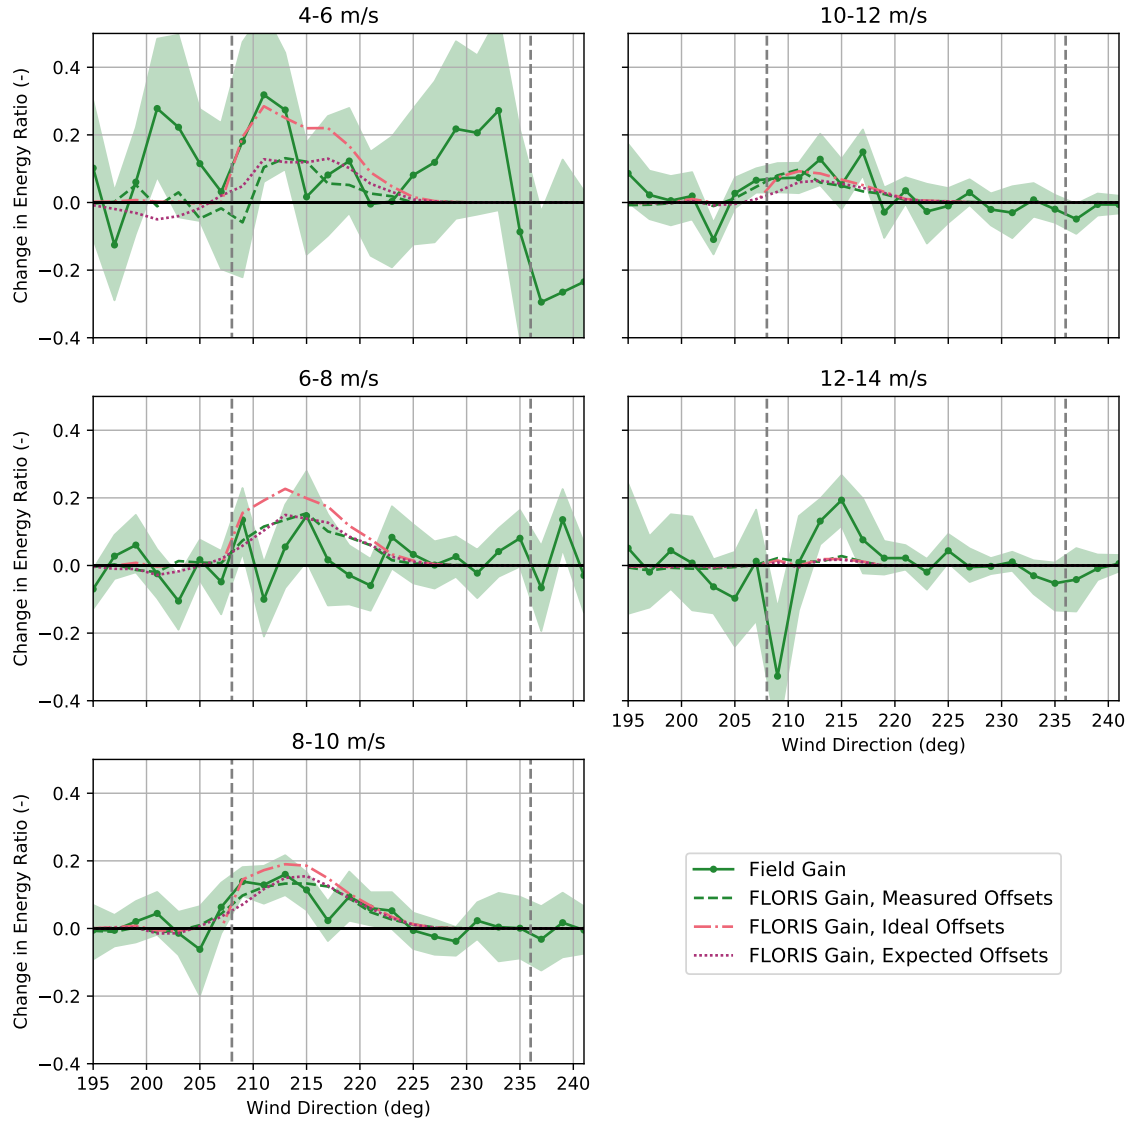 4-6 m/s
Change in Energy Ratio (-)
0.4
0.2
0.0
−0.2
−0.4
10-12 m/s
6-8 m/s
Change in Energy Ratio (-)
0.4
0.2
0.0
−0.2
−0.4
12-14 m/s
195 200 205 210 215 220 225 230 235 240
Wind Direction (deg)
8-10 m/s
Change in Energy Ratio (-)
0.4
0.2
0.0
−0.2
−0.4
195 200 205 210 215 220 225 230 235 240
Wind Direction (deg)
Field Gain
FLORIS Gain, Measured Offsets
FLORIS Gain, Ideal Offsets
FLORIS Gain, Expected Offsets